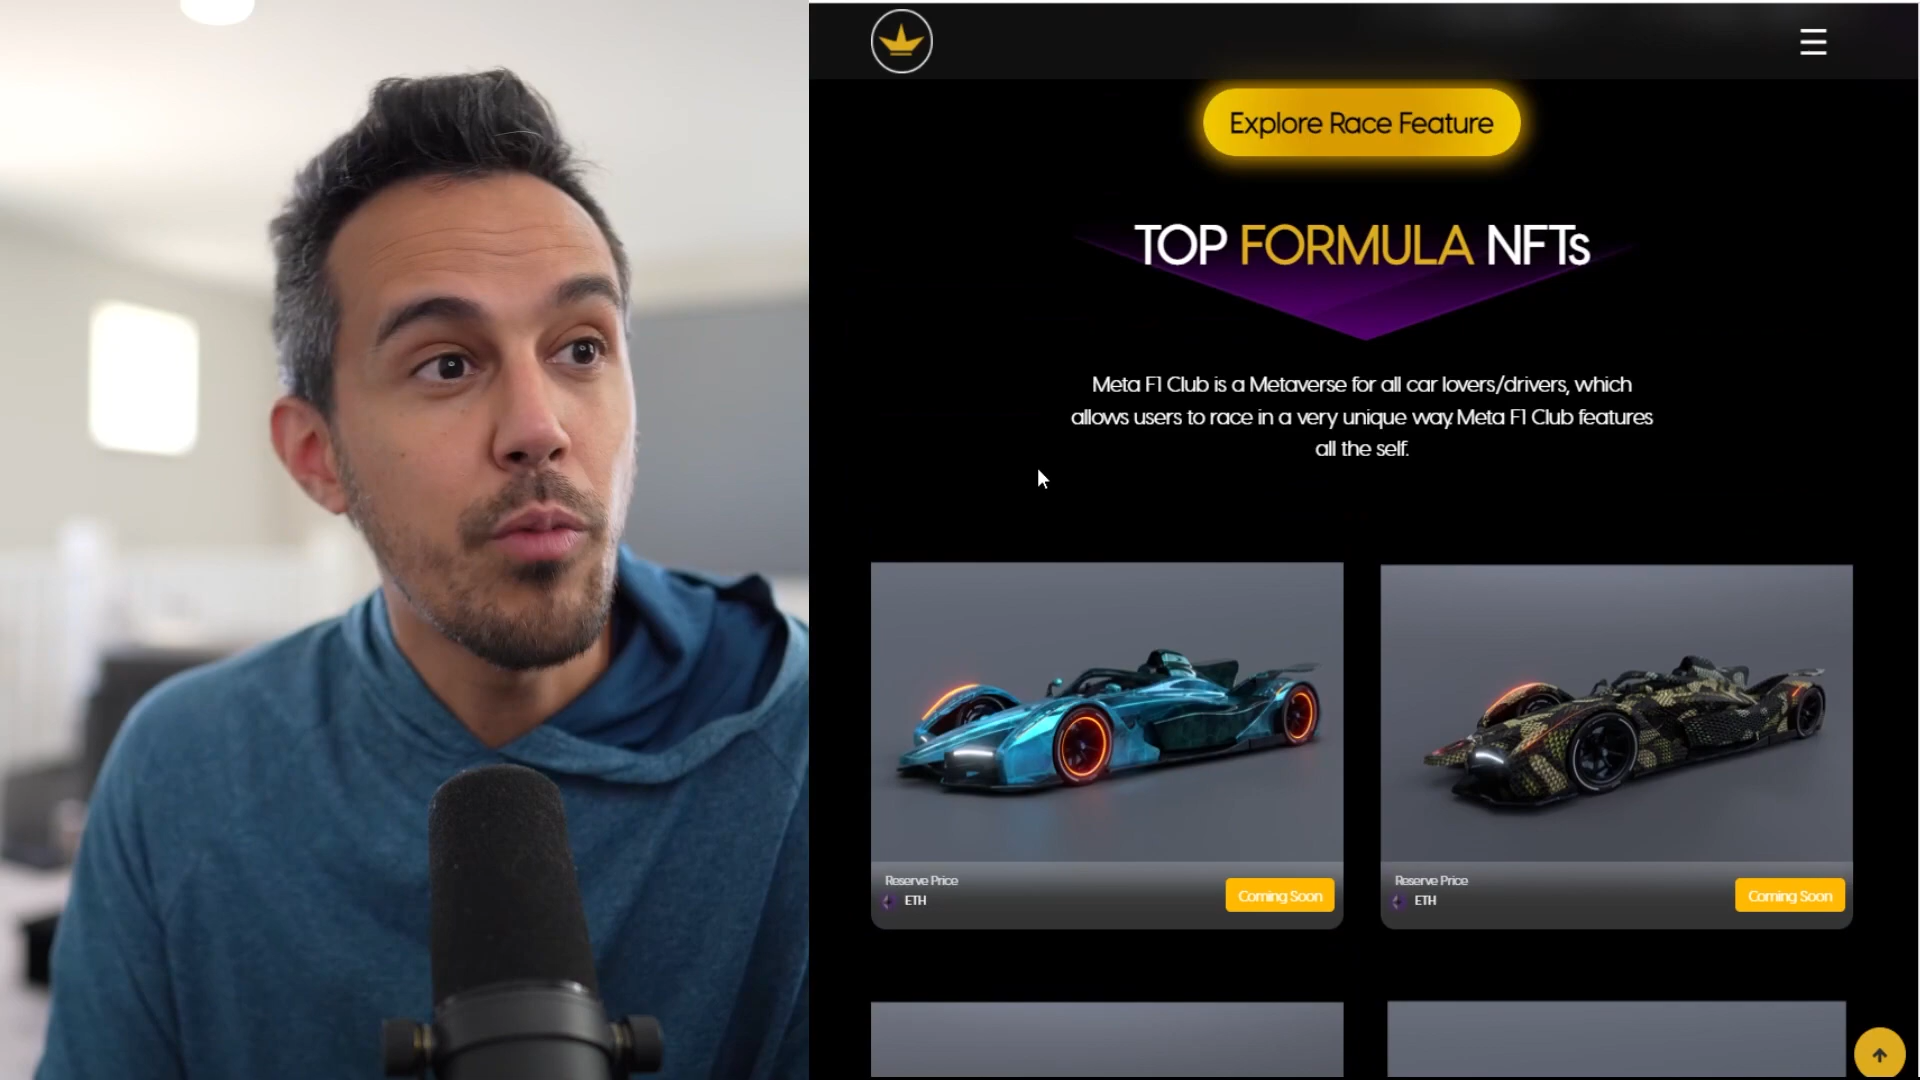 Explore Race Feature
TOP FORMULA NFTs
Meta F1 Club is a Metaverse for all car lovers/drivers, which
allows users to race in a very unique way. Meta F1 Club features
all the self.
Reserve Price
ETH
Coming Soon
Reserve Price
ETH
Coming Soon